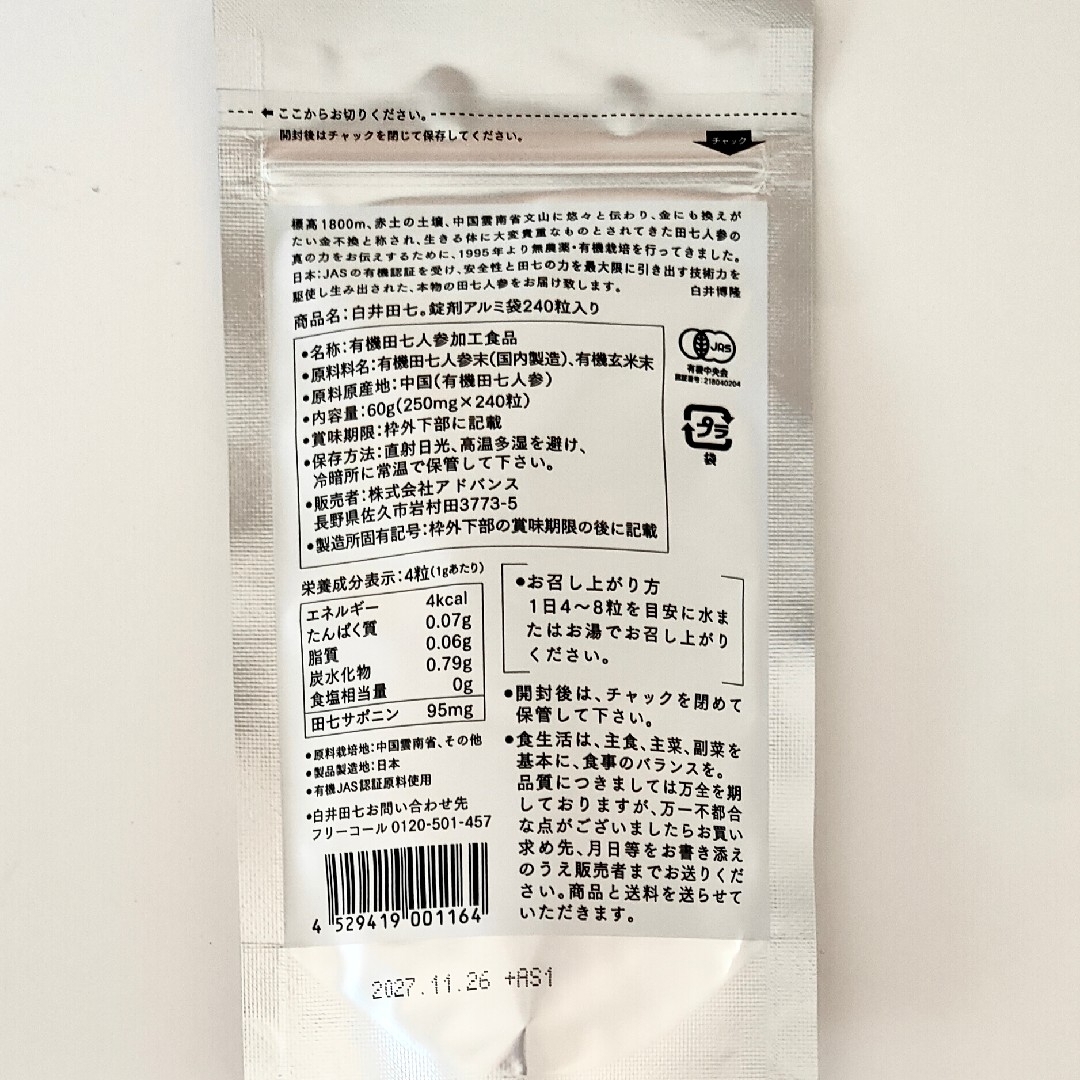 ここからお切りください。
開封後はチャックを閉じて保存してください。
チャック
標高1800m、赤土の土壌、中国雲南省文山に悠々と伝わり、金にも換えが
たい金不換と称され、生きる体に大変貴重なものとされてきた田七人参の
真の力をお伝えするために、1995年より無農薬・有機栽培を行ってきました。
日本：JASの有機認証を受け、安全性と田七の力を最大限に引き出す技術力を
駆使し生み出された、本物の田七人参をお届け致します。 白井博隆
商品名：白井田七。錠剤アルミ袋240粒入り
•名称：有機田七人参加工食品
•原料料名：有機田七人参末（国内製造）、有機玄米末
•原料原産地：中国（有機田七人参）
•内容量：60g（250mg×240粒）
•賞味期限：枠外下部に記載
•保存方法：直射日光、高温多湿を避け、
冷暗所に常温で保管して下さい。
•販売者：株式会社アドバンス
長野県佐久市岩村田3773-5
•製造所固有記号：枠外下部の賞味期限の後に記載
JAS
有機中央会
認証番号：218040204
プラ
袋
栄養成分表示：4粒（1gあたり）
エネルギー 4kcal
たんぱく質 0.07g
脂質 0.06g
炭水化物 0.79g
食塩相当量 0g
田七サポニン 95mg
•原料栽培地：中国雲南省、その他
•製品製造地：日本
•有機JAS認証原料使用
•白井田七お問い合わせ先
フリーコール 0120-501-457
4 529419 001164
•お召し上がり方
1日4〜8粒を目安に水ま
たはお湯でお召し上がり
ください。
•開封後は、チャックを閉めて
保管して下さい。
•食生活は、主食、主菜、副菜を
基本に、食事のバランスを。
品質につきましては万全を期
しておりますが、万一不都合
な点がございましたらお買い
求め先、月日等をお書き添え
のうえ販売者までお送りくだ
さい。商品と送料を送らせて
いただきます。
2027.11.26 +AS1